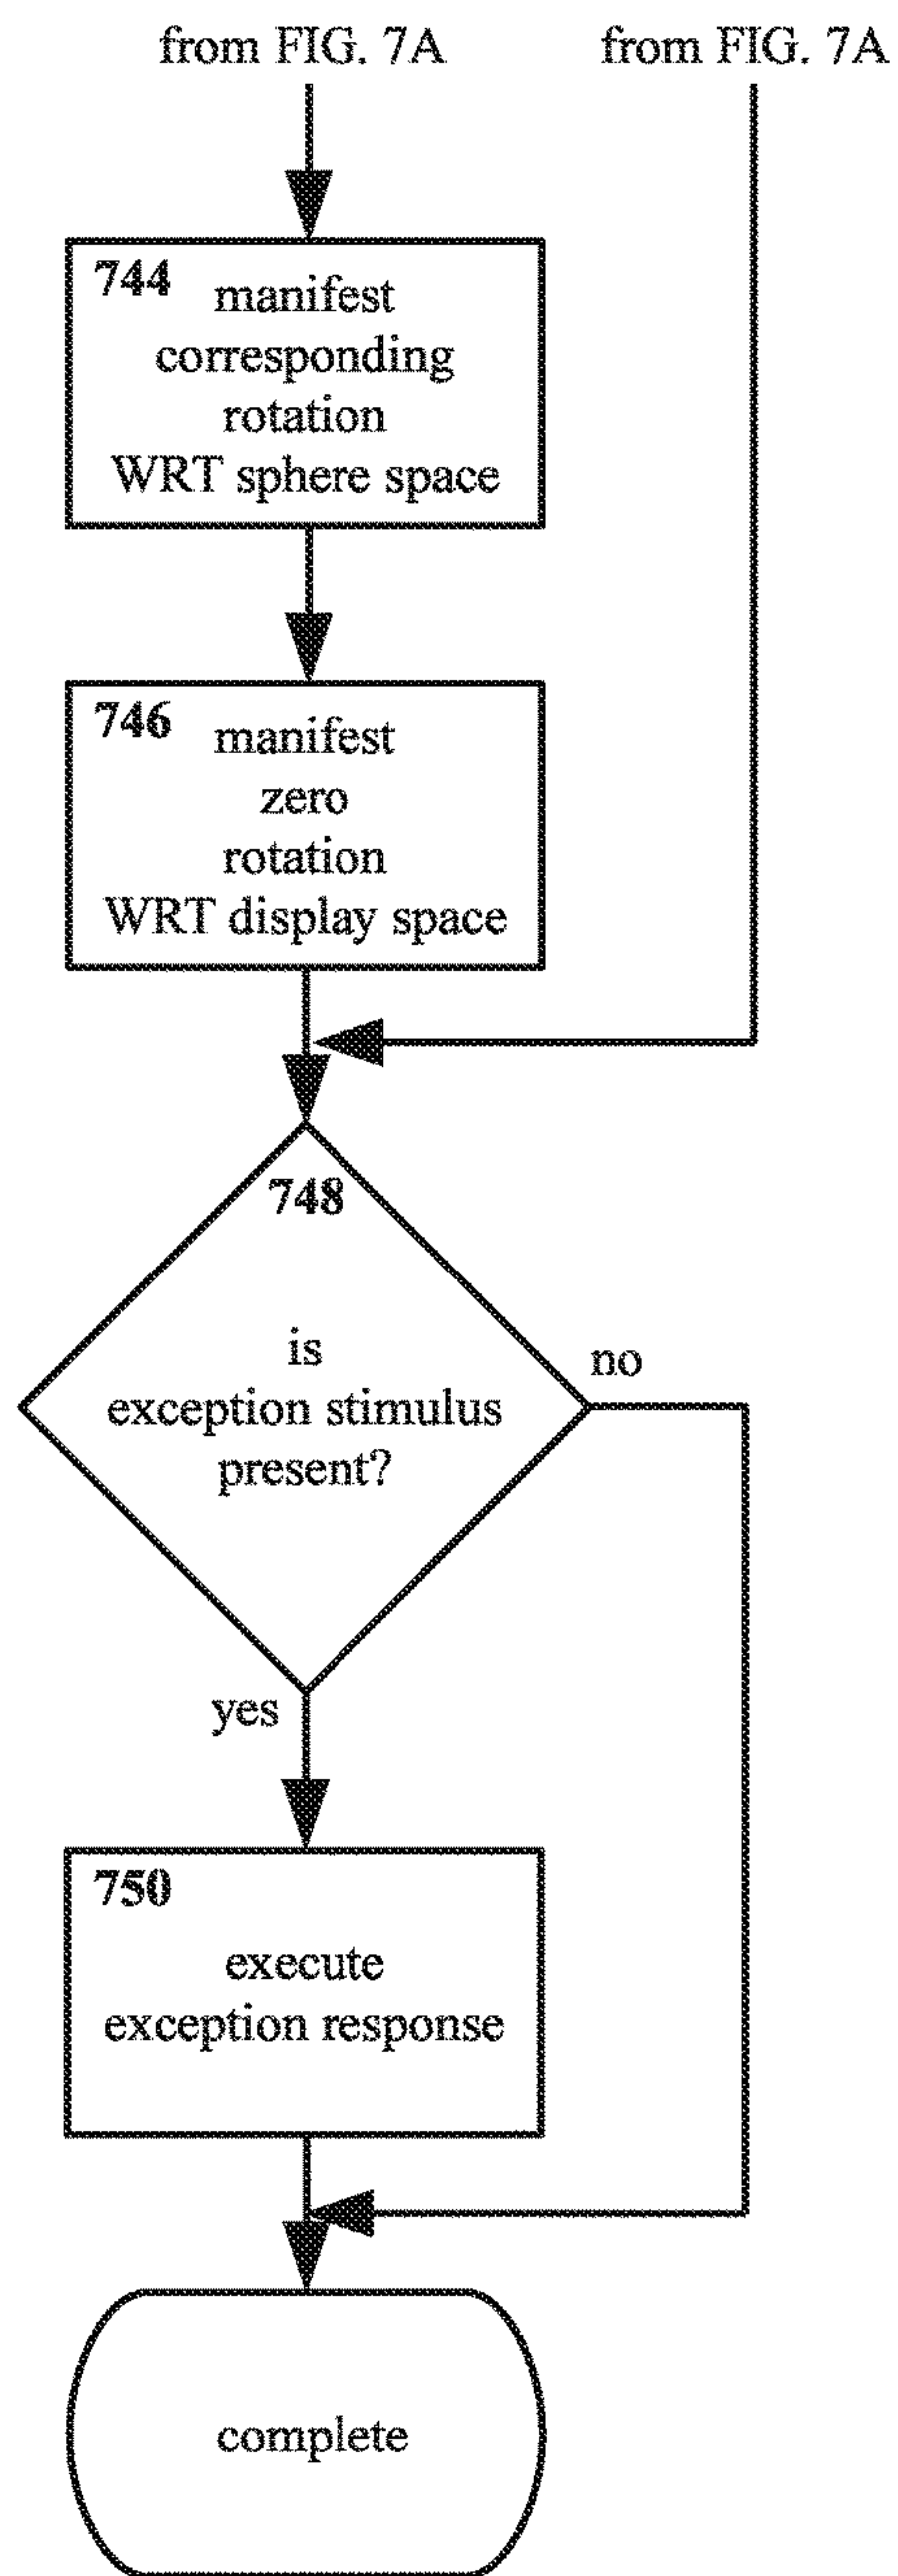 from FIG. 7A from FIG. 7A
744
manifest
corresponding
rotation
WRT sphere space
746
manifest
zero
rotation
WRT display space
748
is
exception stimulus
present?
no
yes
750
execute
exception response
complete